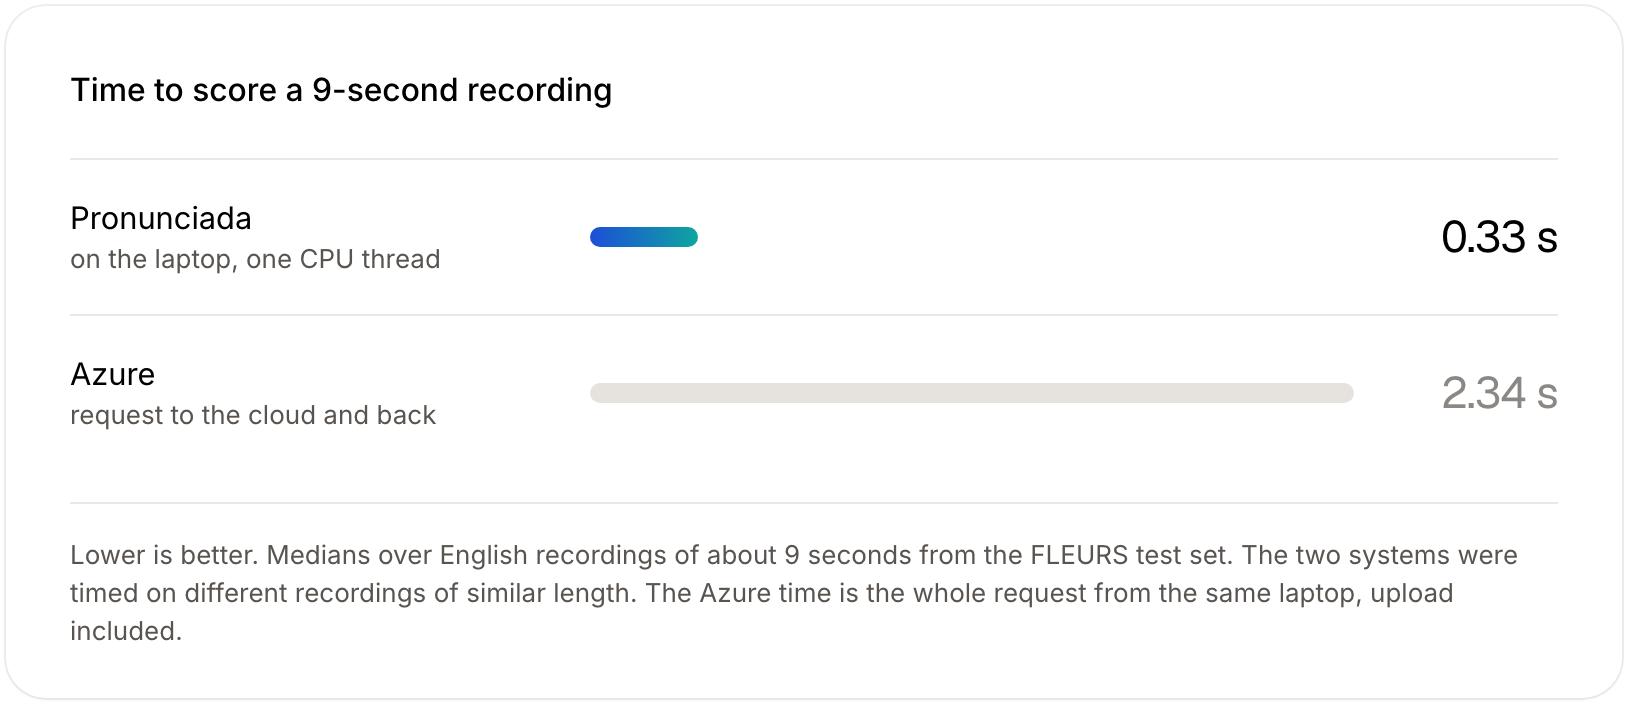 Time to score a 9-second recording
Pronunciada
on the laptop, one CPU thread
0.33 s
Azure
request to the cloud and back
2.34 s
Lower is better. Medians over English recordings of about 9 seconds from the FLEURS test set. The two systems were
timed on different recordings of similar length. The Azure time is the whole request from the same laptop, upload
included.